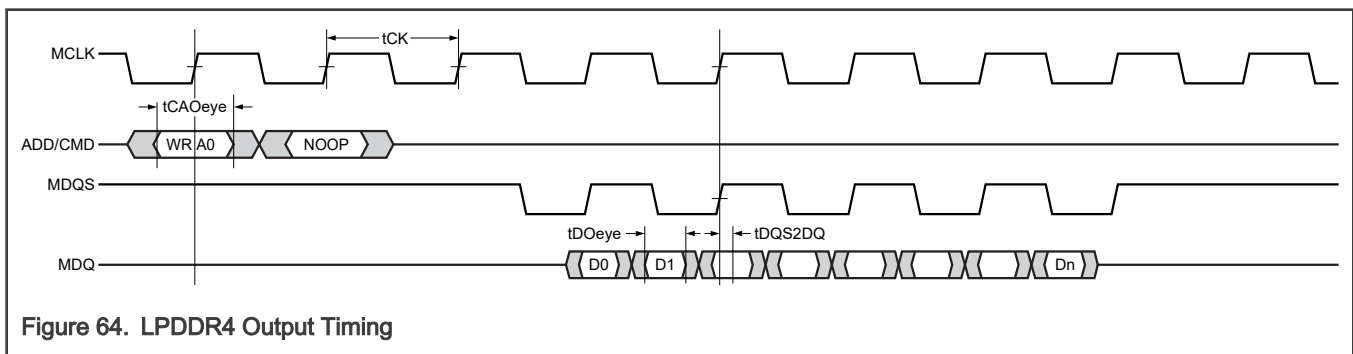 MCLK
tCK
tCAOeye
ADD/CMD
WR A0
NOOP
MDQS
tDOeye
tDQS2DQ
MDQ
D0
D1
Dn
Figure 64. LPDDR4 Output Timing